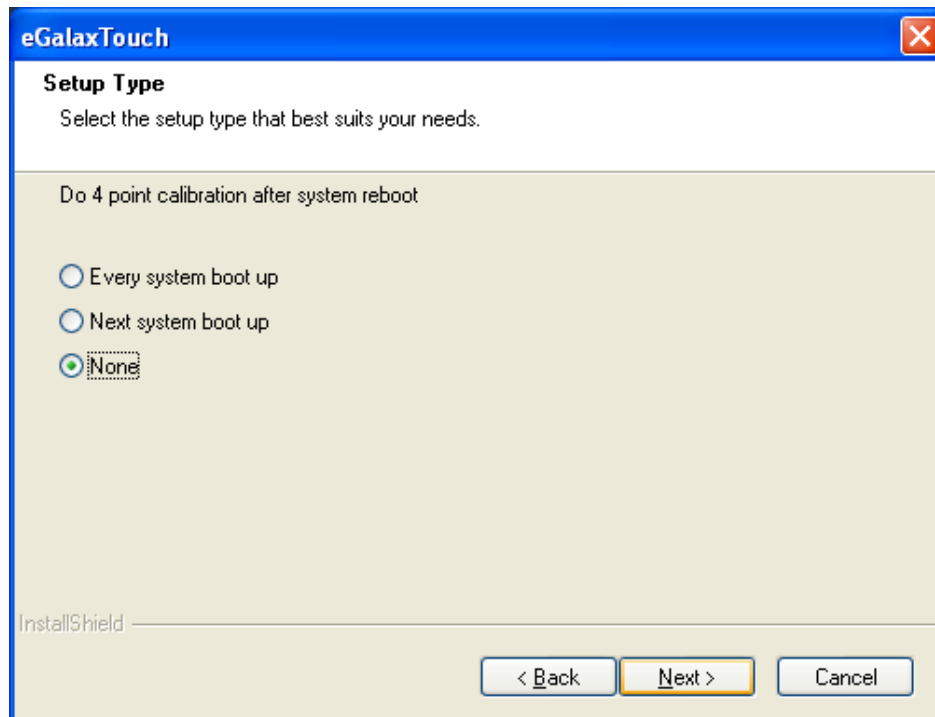 eGalaxTouch
Setup Type
Select the setup type that best suits your needs.
Do 4 point calibration after system reboot
Every system boot up
Next system boot up
None
InstallShield
< Back Next > Cancel